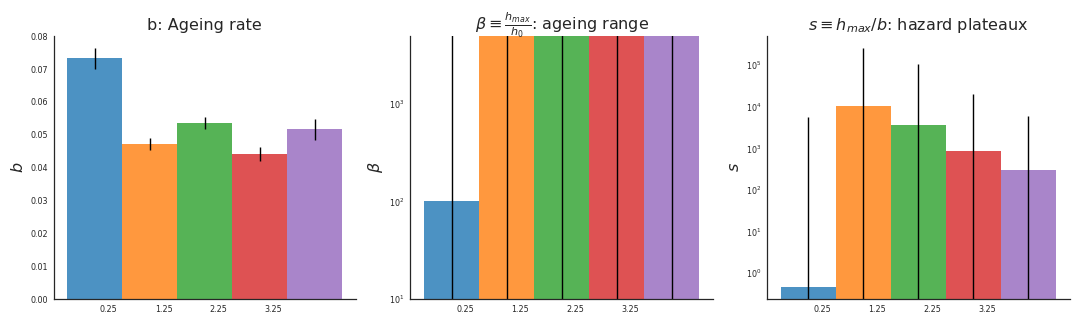 b: Ageing rate
0.08
0.07
0.06
0.05
0.04
0.03
0.02
0.01
0.00
b
0.25 1.25 2.25 3.25
β ≡ h_max/h_0: ageing range
10^3
10^2
10^1
β
0.25 1.25 2.25 3.25
s ≡ h_max/b: hazard plateaux
10^5
10^4
10^3
10^2
10^1
10^0
s
0.25 1.25 2.25 3.25